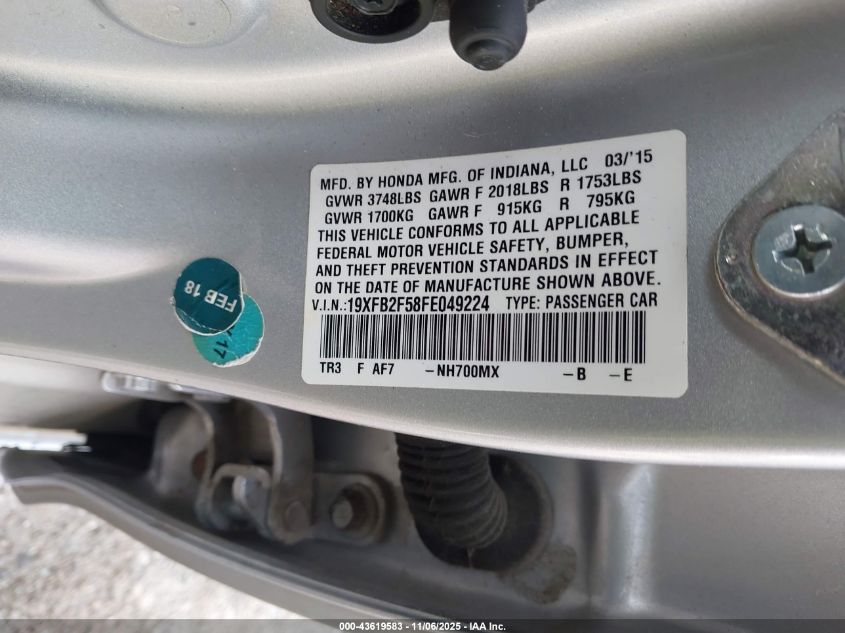 MFD. BY HONDA MFG. OF INDIANA, LLC 03/'15
GVWR 3748LBS GAWR F 2018LBS R 1753LBS
GVWR 1700KG GAWR F 915KG R 795KG
THIS VEHICLE CONFORMS TO ALL APPLICABLE
FEDERAL MOTOR VEHICLE SAFETY, BUMPER,
AND THEFT PREVENTION STANDARDS IN EFFECT
ON THE DATE OF MANUFACTURE SHOWN ABOVE.
V.I.N.:19XFB2F58FE049224 TYPE: PASSENGER CAR
TR3 F AF7 -NH700MX -B -E
FEB 18
17
000-43619583 - 11/06/2025 - IAA Inc.